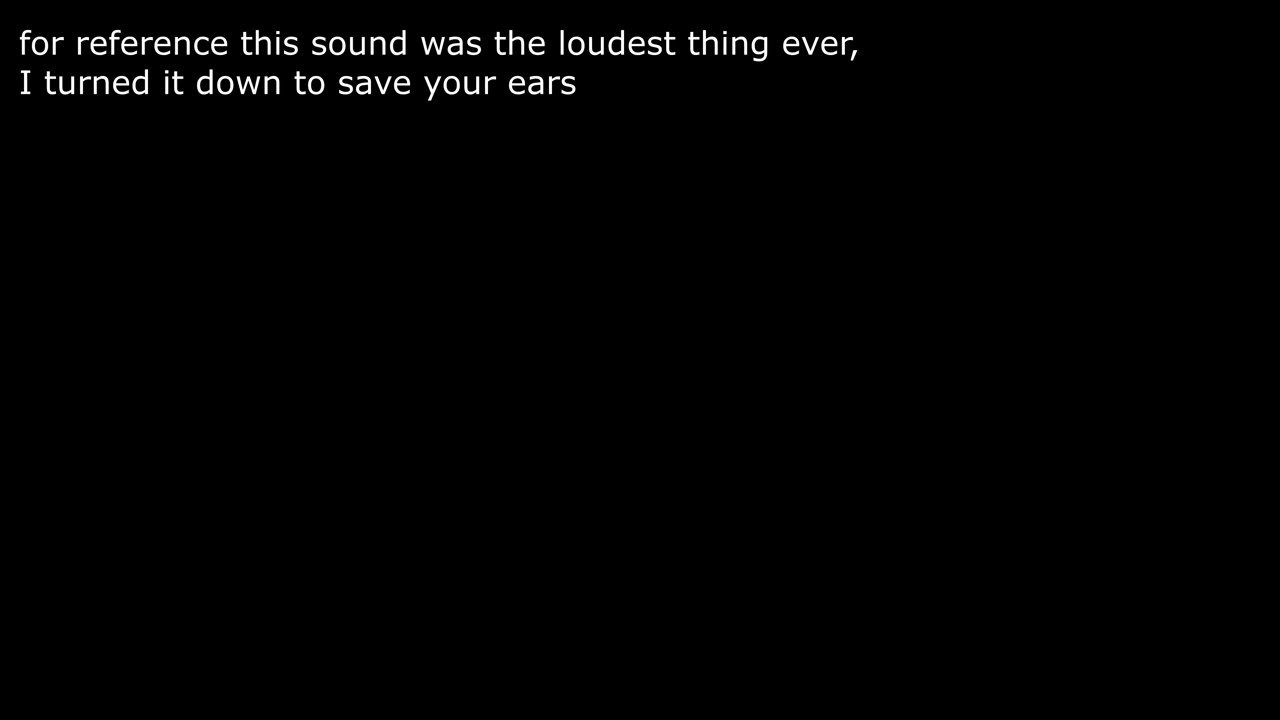 for reference this sound was the loudest thing ever,
I turned it down to save your ears